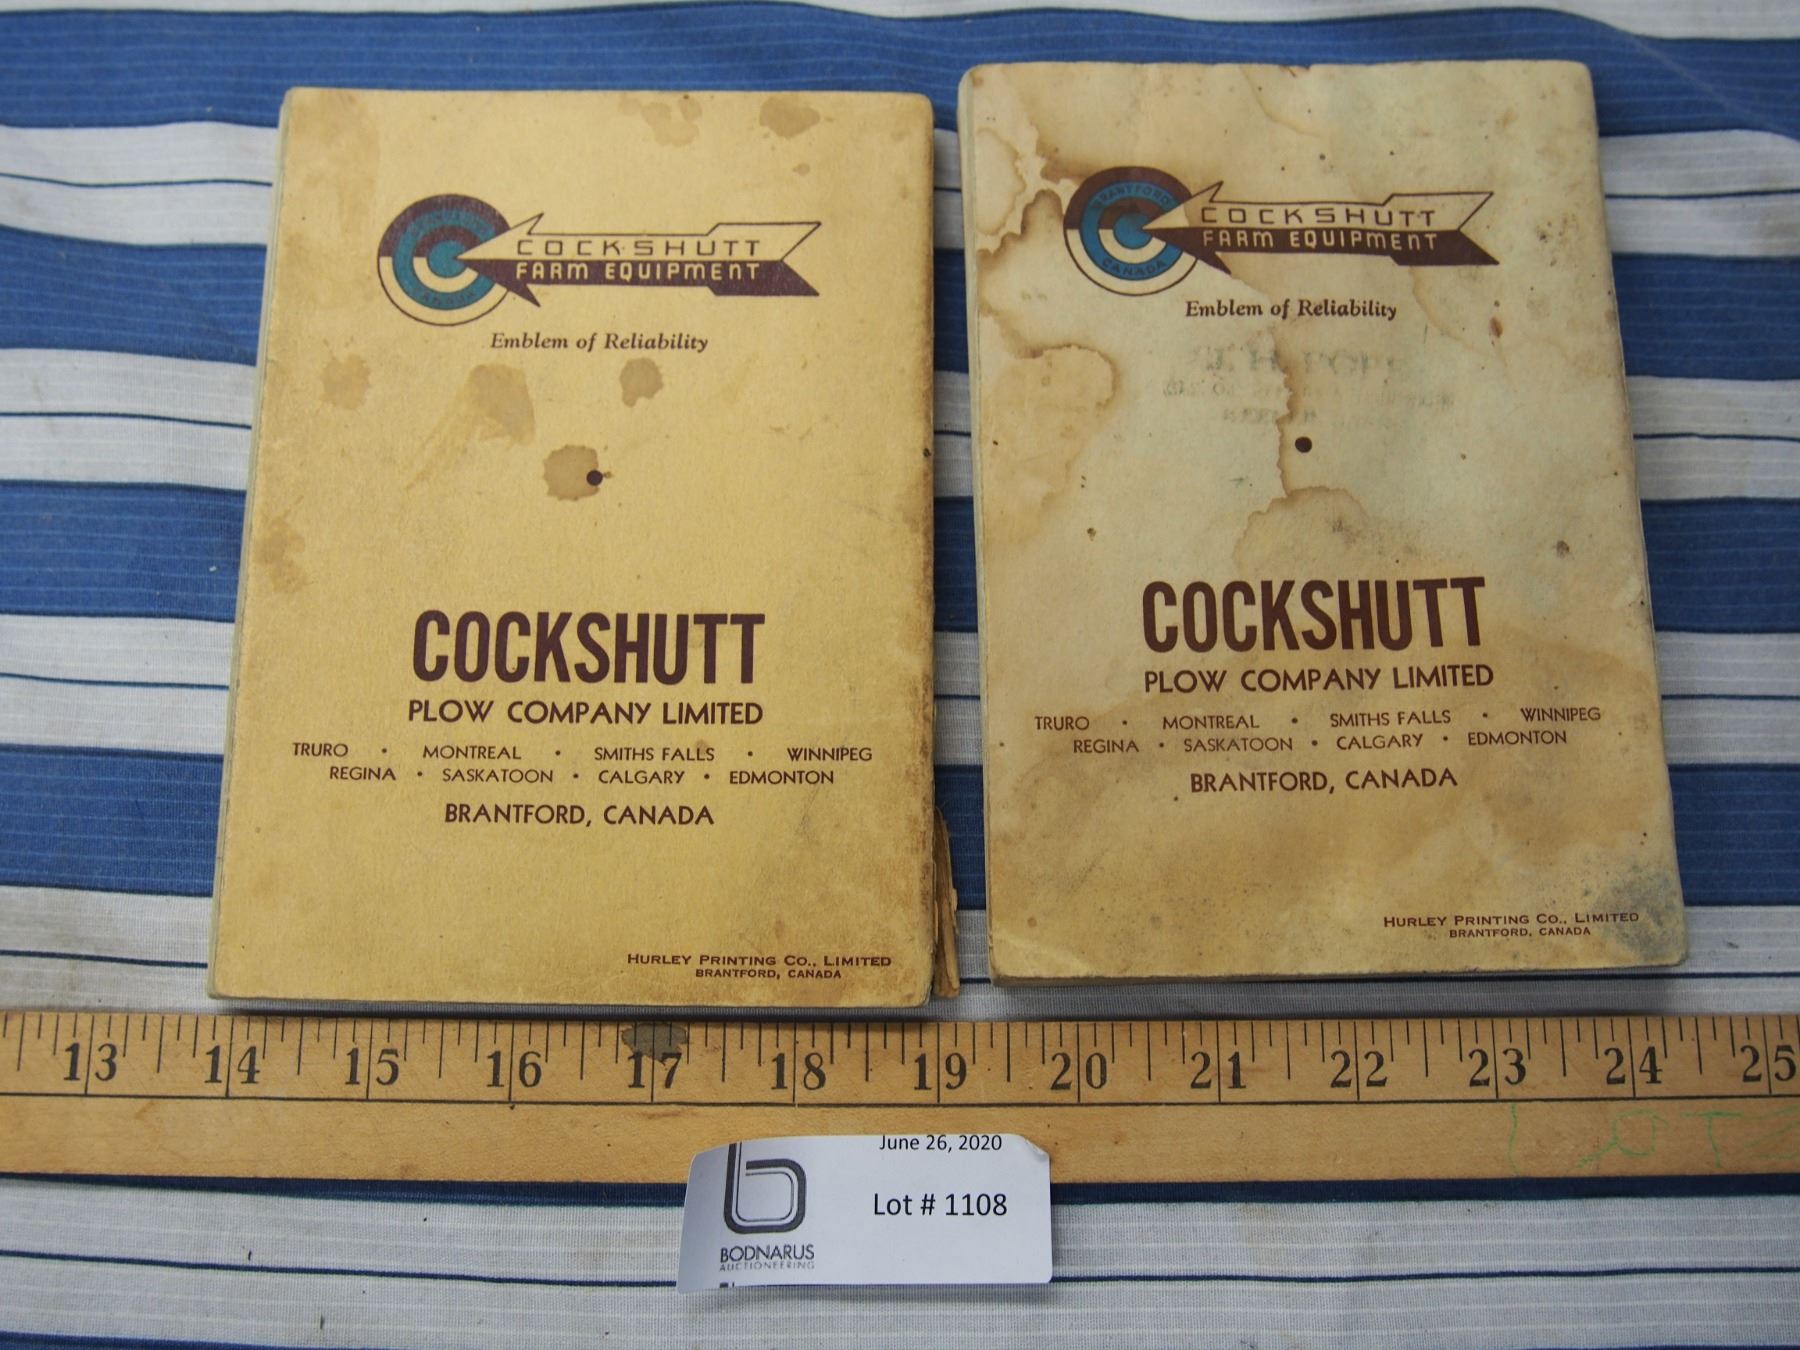 COCKSHUTT
FARM EQUIPMENT
CANADA
Emblem of Reliability
COCKSHUTT
PLOW COMPANY LIMITED
TRURO • MONTREAL • SMITHS FALLS • WINNIPEG
REGINA • SASKATOON • CALGARY • EDMONTON
BRANTFORD, CANADA
HURLEY PRINTING CO., LIMITED
BRANTFORD, CANADA
BRANTFORD
COCKSHUTT
FARM EQUIPMENT
CANADA
Emblem of Reliability
COCKSHUTT
PLOW COMPANY LIMITED
TRURO • MONTREAL • SMITHS FALLS • WINNIPEG
REGINA • SASKATOON • CALGARY • EDMONTON
BRANTFORD, CANADA
HURLEY PRINTING CO., LIMITED
BRANTFORD, CANADA
13 14 15 16 17 18 19 20 21 22 23 24 25
June 26, 2020
Lot # 1108
BODNARUS
AUCTIONEERING